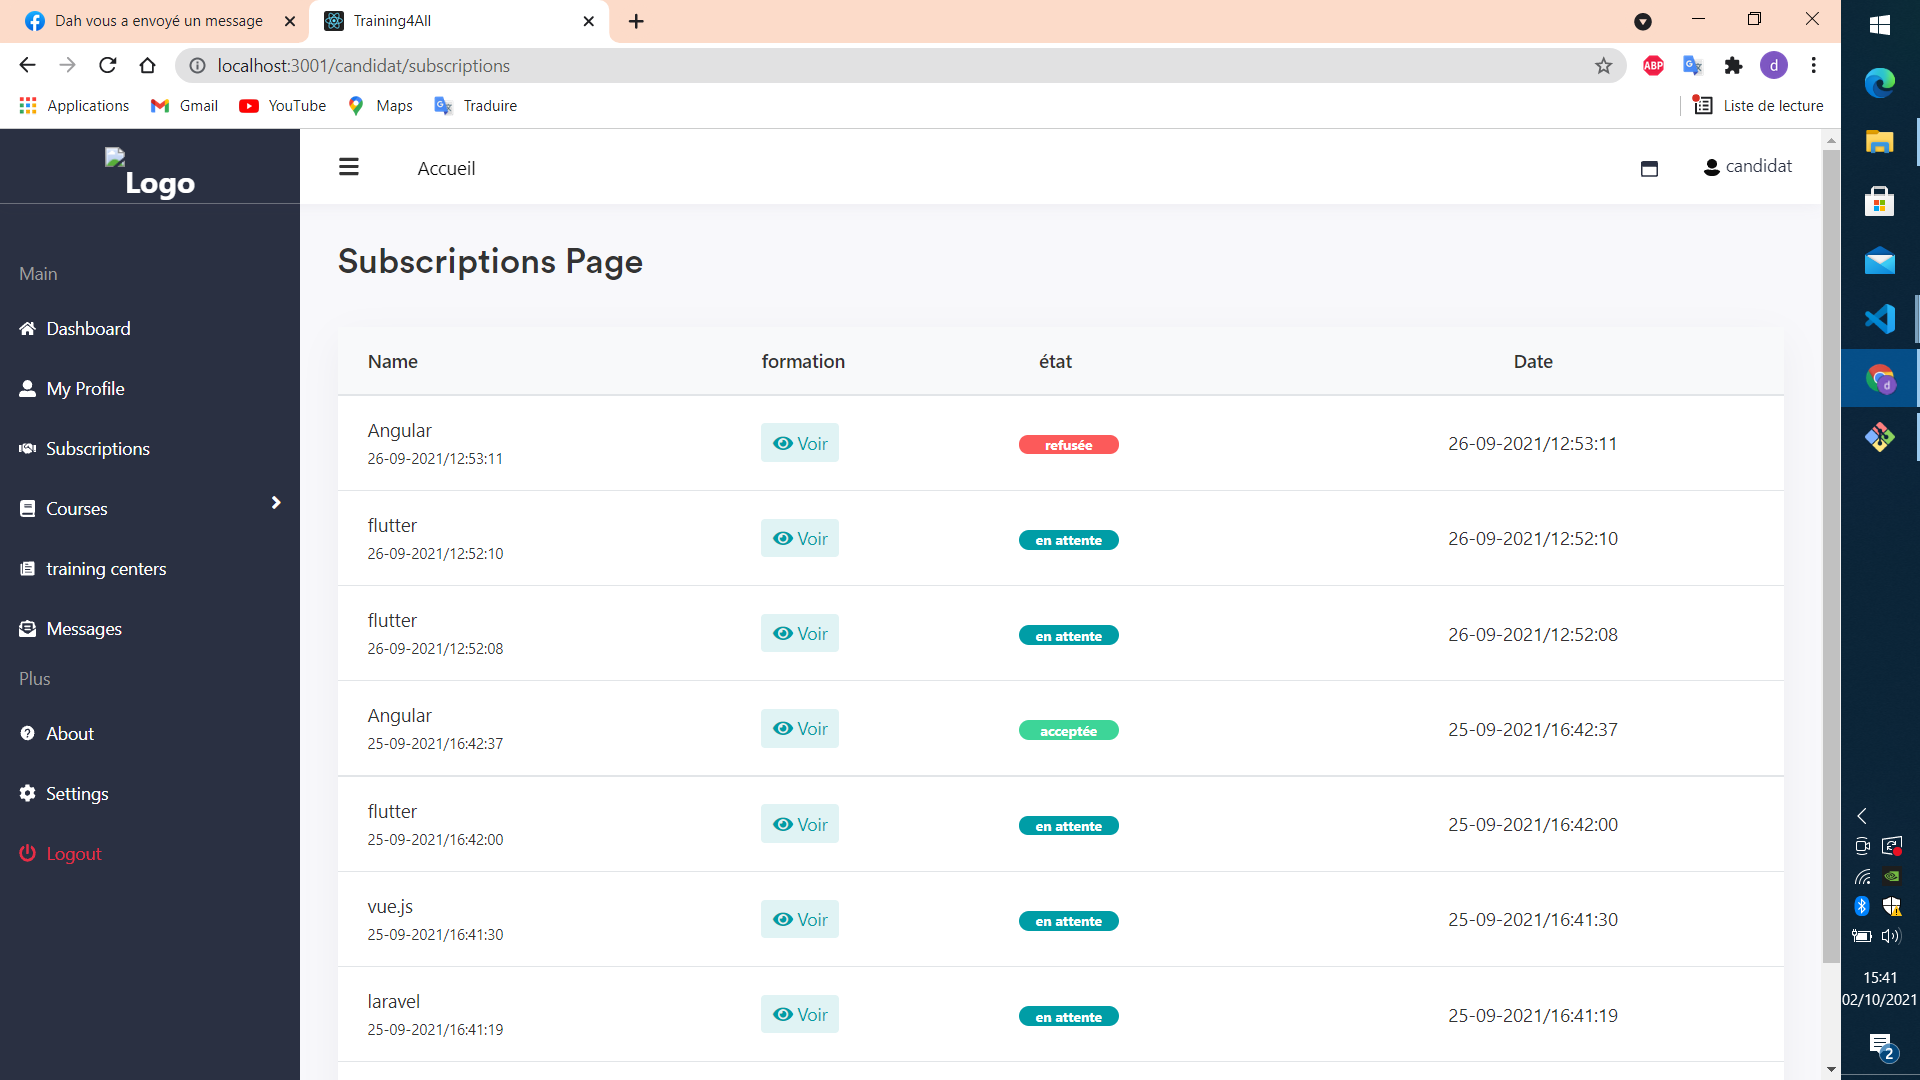 Dah vous a envoyé un message
Training4All
localhost:3001/candidat/subscriptions
ABP
d
Applications
Gmail
YouTube
Maps
Traduire
Liste de lecture
Logo
Accueil
candidat
Main
Dashboard
My Profile
Subscriptions
Courses
training centers
Messages
Plus
About
Settings
Logout
Subscriptions Page
Name formation état Date
Angular
26-09-2021/12:53:11
Voir
refusée
26-09-2021/12:53:11
flutter
26-09-2021/12:52:10
Voir
en attente
26-09-2021/12:52:10
flutter
26-09-2021/12:52:08
Voir
en attente
26-09-2021/12:52:08
Angular
25-09-2021/16:42:37
Voir
acceptée
25-09-2021/16:42:37
flutter
25-09-2021/16:42:00
Voir
en attente
25-09-2021/16:42:00
vue.js
25-09-2021/16:41:30
Voir
en attente
25-09-2021/16:41:30
laravel
25-09-2021/16:41:19
Voir
en attente
25-09-2021/16:41:19
d
15:41
02/10/2021
2